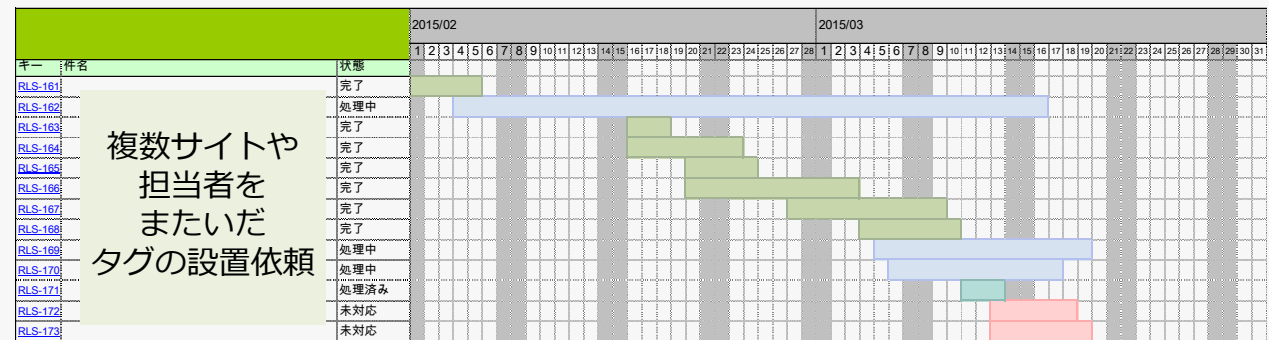 2015/02 2015/03
1 2 3 4 5 6 7 8 9 10 11 12 13 14 15 16 17 18 19 20 21 22 23 24 25 26 27 28 1 2 3 4 5 6 7 8 9 10 11 12 13 14 15 16 17 18 19 20 21 22 23 24 25 26 27 28 29 30 31
キー 件名 状態
RLS-161 完了
RLS-162 処理中
RLS-163 完了
RLS-164 完了
RLS-165 完了
RLS-166 完了
RLS-167 完了
RLS-168 完了
RLS-169 処理中
RLS-170 処理中
RLS-171 処理済み
RLS-172 未対応
RLS-173 未対応
複数サイトや
担当者を
またいだ
タグの設置依頼